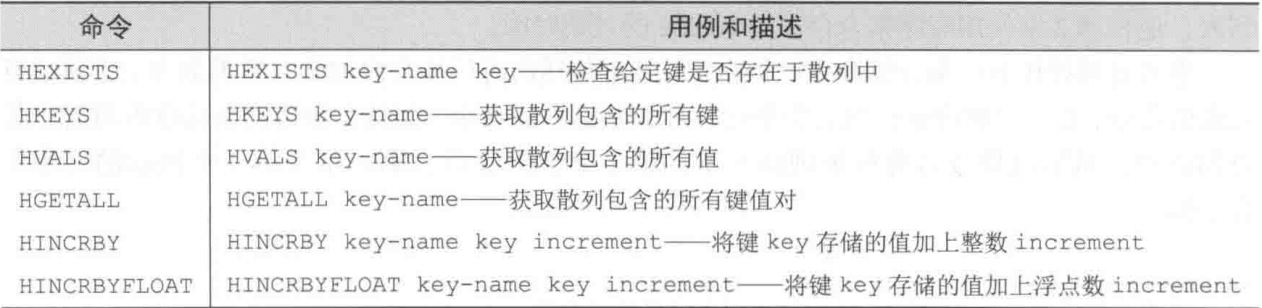 命令 用例和描述
HEXISTS HEXISTS key-name key——检查给定键是否存在于散列中
HKEYS HKEYS key-name——获取散列包含的所有键
HVALS HVALS key-name——获取散列包含的所有值
HGETALL HGETALL key-name——获取散列包含的所有键值对
HINCRBY HINCRBY key-name key increment——将键 key 存储的值加上整数 increment
HINCRBYFLOAT HINCRBYFLOAT key-name key increment——将键 key 存储的值加上浮点数 increment